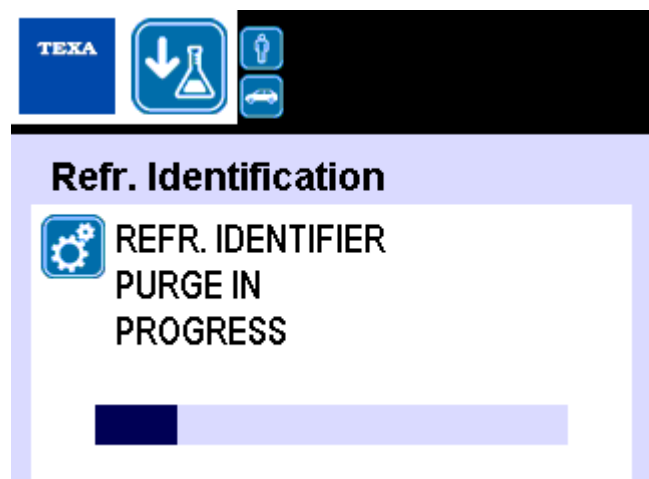 TEXA
Refr. Identification
REFR. IDENTIFIER
PURGE IN
PROGRESS